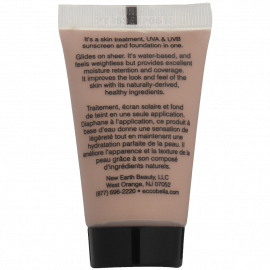 It's a skin treatment, UVA & UVB
sunscreen and foundation in one.
Glides on sheer. It's water-based, and
feels weightless but provides excellent
moisture retention and coverage.
It improves the look and feel of the
skin with its naturally-derived,
healthy ingredients.
Traitement, écran solaire et fond
de teint en une seule application.
Diaphane à l'application, ce produit à
base d'eau donne une sensation de
légèreté tout en maintenant une
hydratation parfaite du visage. Il
améliore l'apparence et la texture de la
peau grâce à son composé
d'ingrédients naturels.
New Earth Beauty, LLC
West Orange, NJ 07052
(877) 696-2220 • eccobella.com